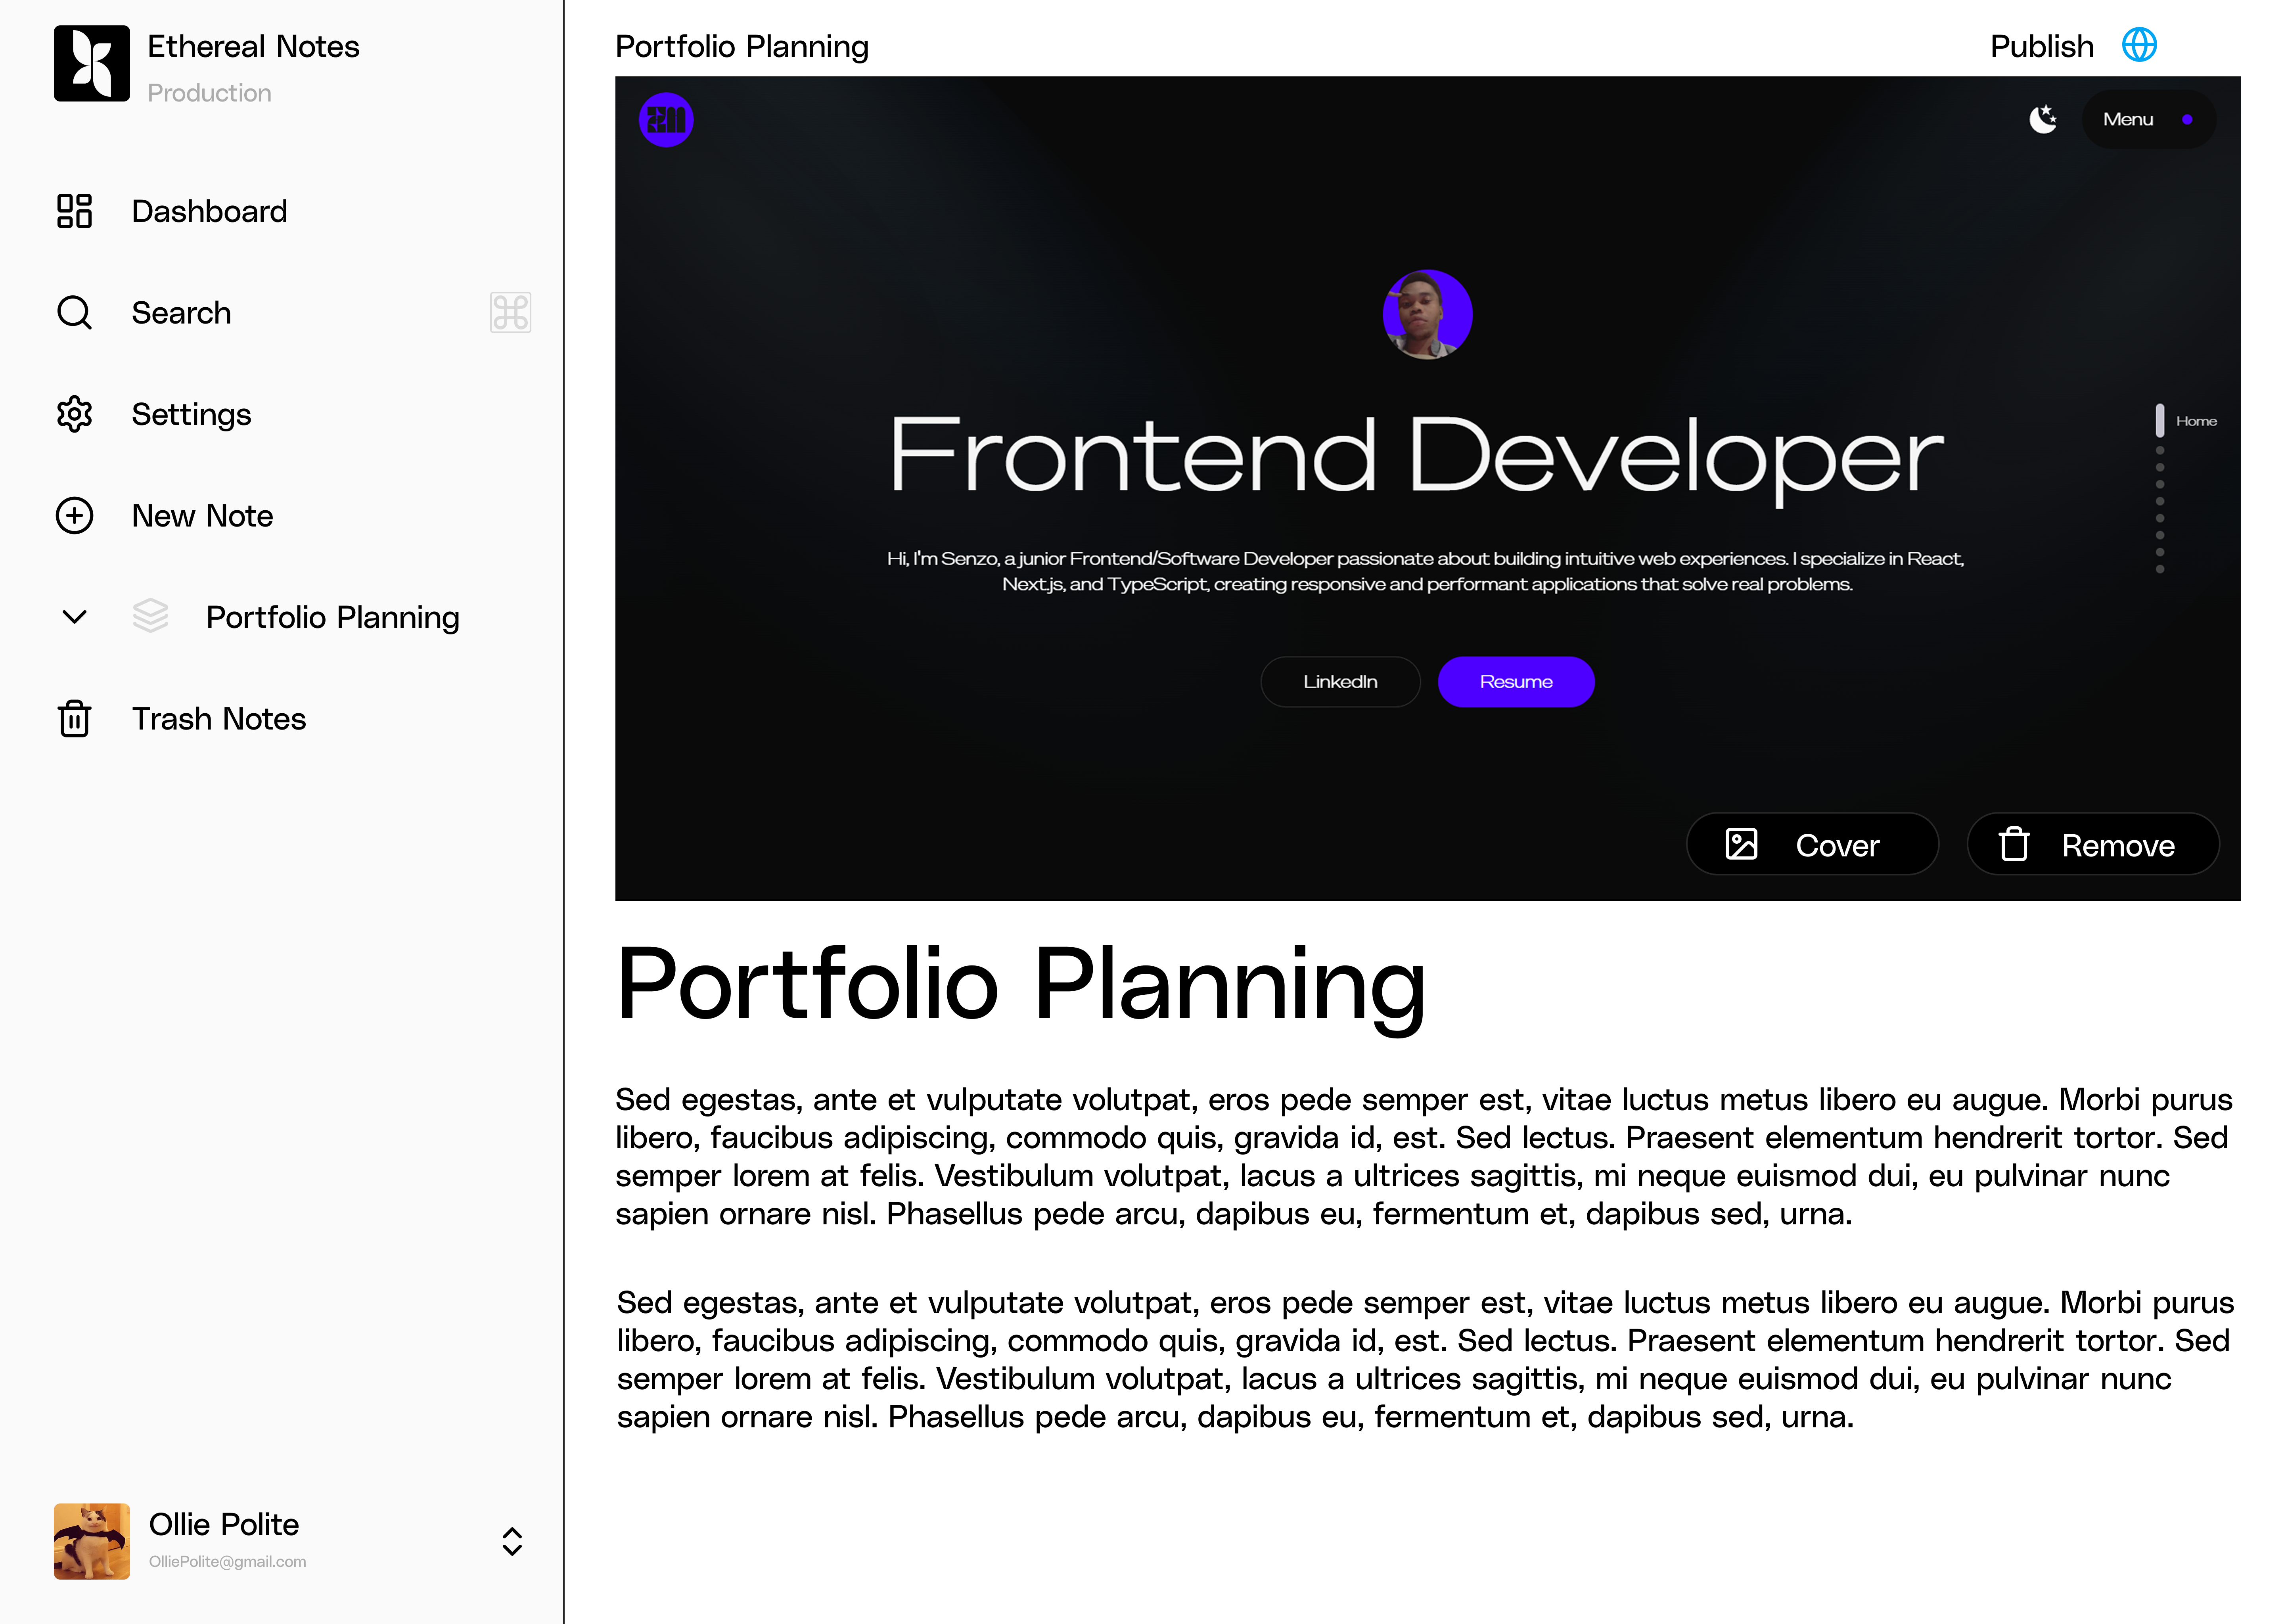 Ethereal Notes
Production
Dashboard
Search
Settings
New Note
Portfolio Planning
Trash Notes
Ollie Polite
OlliePolite@gmail.com
Portfolio Planning
Publish
Menu
Home
Frontend Developer
Hi, I'm Senzo, a junior Frontend/Software Developer passionate about building intuitive web experiences. I specialize in React,
Next.js, and TypeScript, creating responsive and performant applications that solve real problems.
LinkedIn
Resume
Cover
Remove
Portfolio Planning
Sed egestas, ante et vulputate volutpat, eros pede semper est, vitae luctus metus libero eu augue. Morbi purus
libero, faucibus adipiscing, commodo quis, gravida id, est. Sed lectus. Praesent elementum hendrerit tortor. Sed
semper lorem at felis. Vestibulum volutpat, lacus a ultrices sagittis, mi neque euismod dui, eu pulvinar nunc
sapien ornare nisl. Phasellus pede arcu, dapibus eu, fermentum et, dapibus sed, urna.
Sed egestas, ante et vulputate volutpat, eros pede semper est, vitae luctus metus libero eu augue. Morbi purus
libero, faucibus adipiscing, commodo quis, gravida id, est. Sed lectus. Praesent elementum hendrerit tortor. Sed
semper lorem at felis. Vestibulum volutpat, lacus a ultrices sagittis, mi neque euismod dui, eu pulvinar nunc
sapien ornare nisl. Phasellus pede arcu, dapibus eu, fermentum et, dapibus sed, urna.